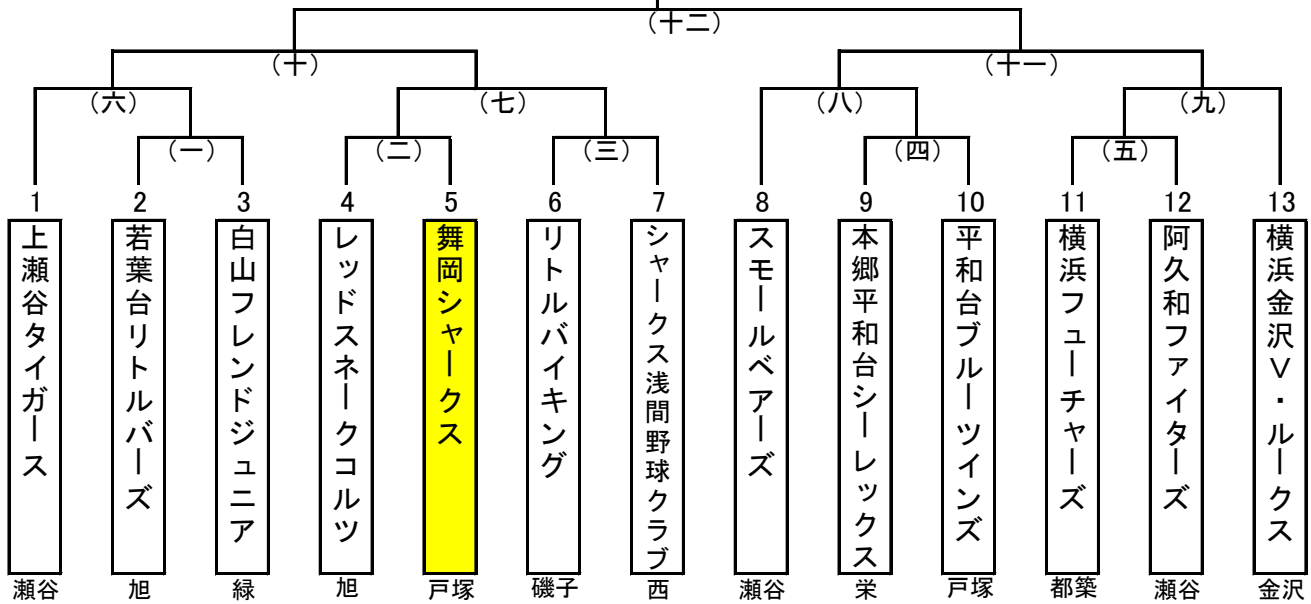 (十二)
(十)
(十一)
(六)
(七)
(八)
(九)
(一)
(二)
(三)
(四)
(五)
1
2
3
4
5
6
7
8
9
10
11
12
13
上瀬谷タイガース
若葉台リトルバーズ
白山フレンドジュニア
レッドスネークコルツ
舞岡シャークス
リトルバイキング
シャークス浅間野球クラブ
スモールベアーズ
本郷平和台シーレックス
平和台ブルーツインズ
横浜フューチャーズ
阿久和ファイターズ
横浜金沢V・ルークス
瀬谷
旭
緑
旭
戸塚
磯子
西
瀬谷
栄
戸塚
都築
瀬谷
金沢